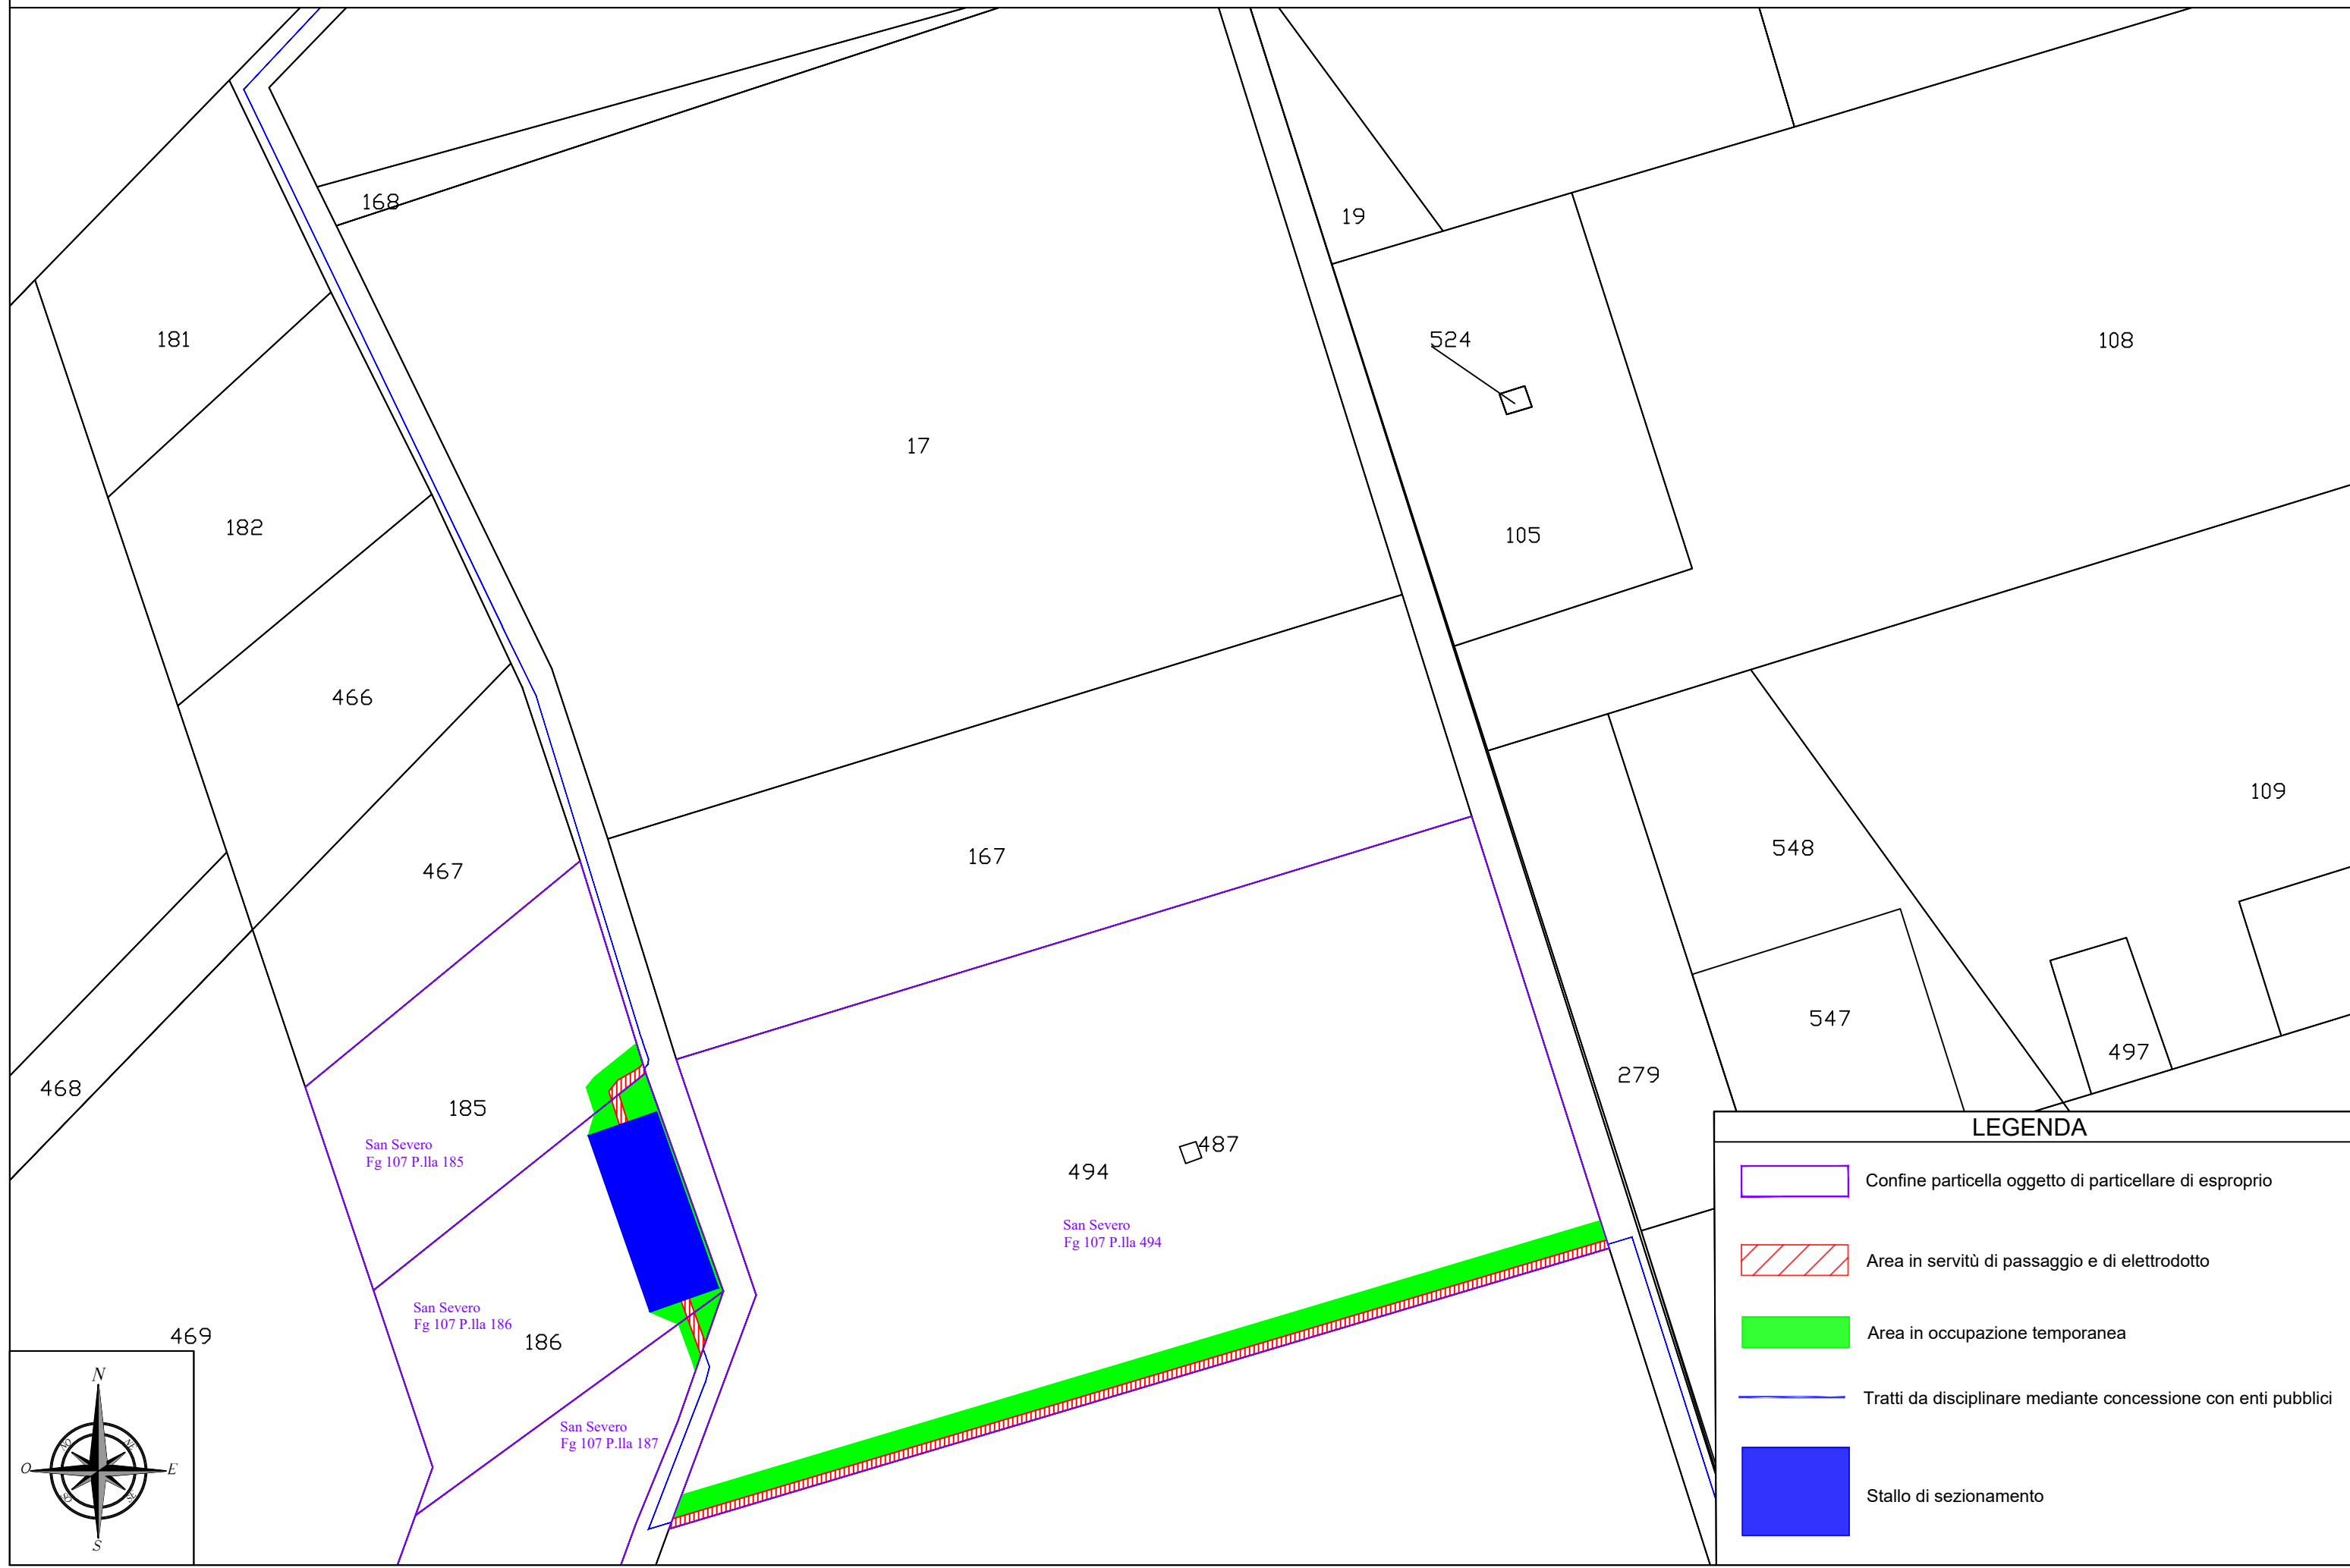 168
19
181
524
108
17
182
105
466
109
548
167
467
547
497
279
468
185
San Severo
Fg 107 P.lla 185
487
494
San Severo
Fg 107 P.lla 494
San Severo
Fg 107 P.lla 186
186
469
San Severo
Fg 107 P.lla 187
N
NO
NE
O
E
SO
S
LEGENDA
Confine particella oggetto di particellare di esproprio
Area in servitù di passaggio e di elettrodotto
Area in occupazione temporanea
Tratti da disciplinare mediante concessione con enti pubblici
Stallo di sezionamento